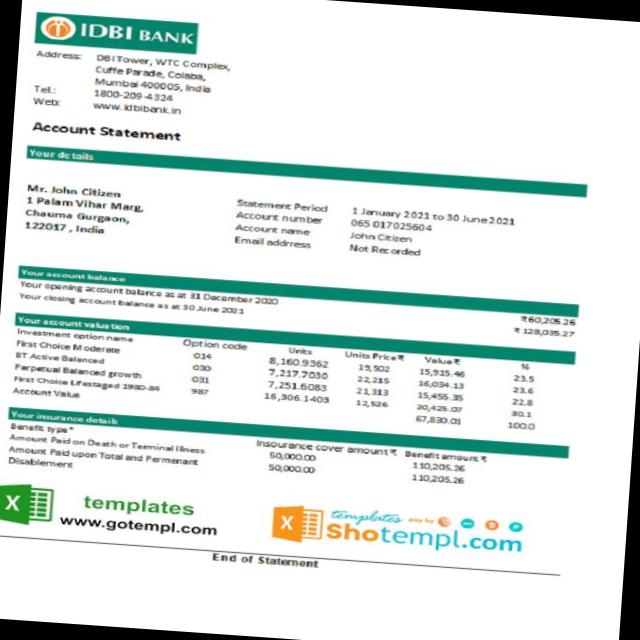 IDBI BANK
Address: DBI Tower, WTC Complex,
Cuffe Parade, Colaba,
Mumbai 400005, India
Tel.: 1800-209-4324
Web: www.idbibank.in
Account Statement
Your details
Mr. John Citizen
1 Palam Vihar Marg,
Chauma Gurgaon,
122017 , India
Statement Period 1 January 2021 to 30 June 2021
Account number 065 017025604
Account name John Citizen
Email addrress Not Recorded
Your account balance
Your opening account balance as at 31 December 2020 ₹60,205.26
Your closing account balance as at 30 June 2021 ₹ 128,035.27
Your account valuation
Investment option name Option code Units Units Price₹ Value₹ %
First Choice Moderate 014 8,160.9362 19,502 15,915.46 23.5
BT Active Balanced 030 7,217.7030 22,215 16,034.13 23.6
Perpetual Balanced growth 031 7,251.6083 21,313 15,455.35 22.8
First Choice Lifestaged 1980-84 987 16,306.1403 12,526 20,425.07 30.1
Account Value 67,830.01 100.0
Your insurance details
Benefit type* Insourance cover amount ₹ Benefit amount ₹
Amount Paid on Death or Terminal Illness 50,000.00 110,205.26
Amount Paid upon Total and Permenant 50,000.00 110,205.26
Disablement
templates
www.gotempl.com
templates pay by
Shotempl.com
End of Statement